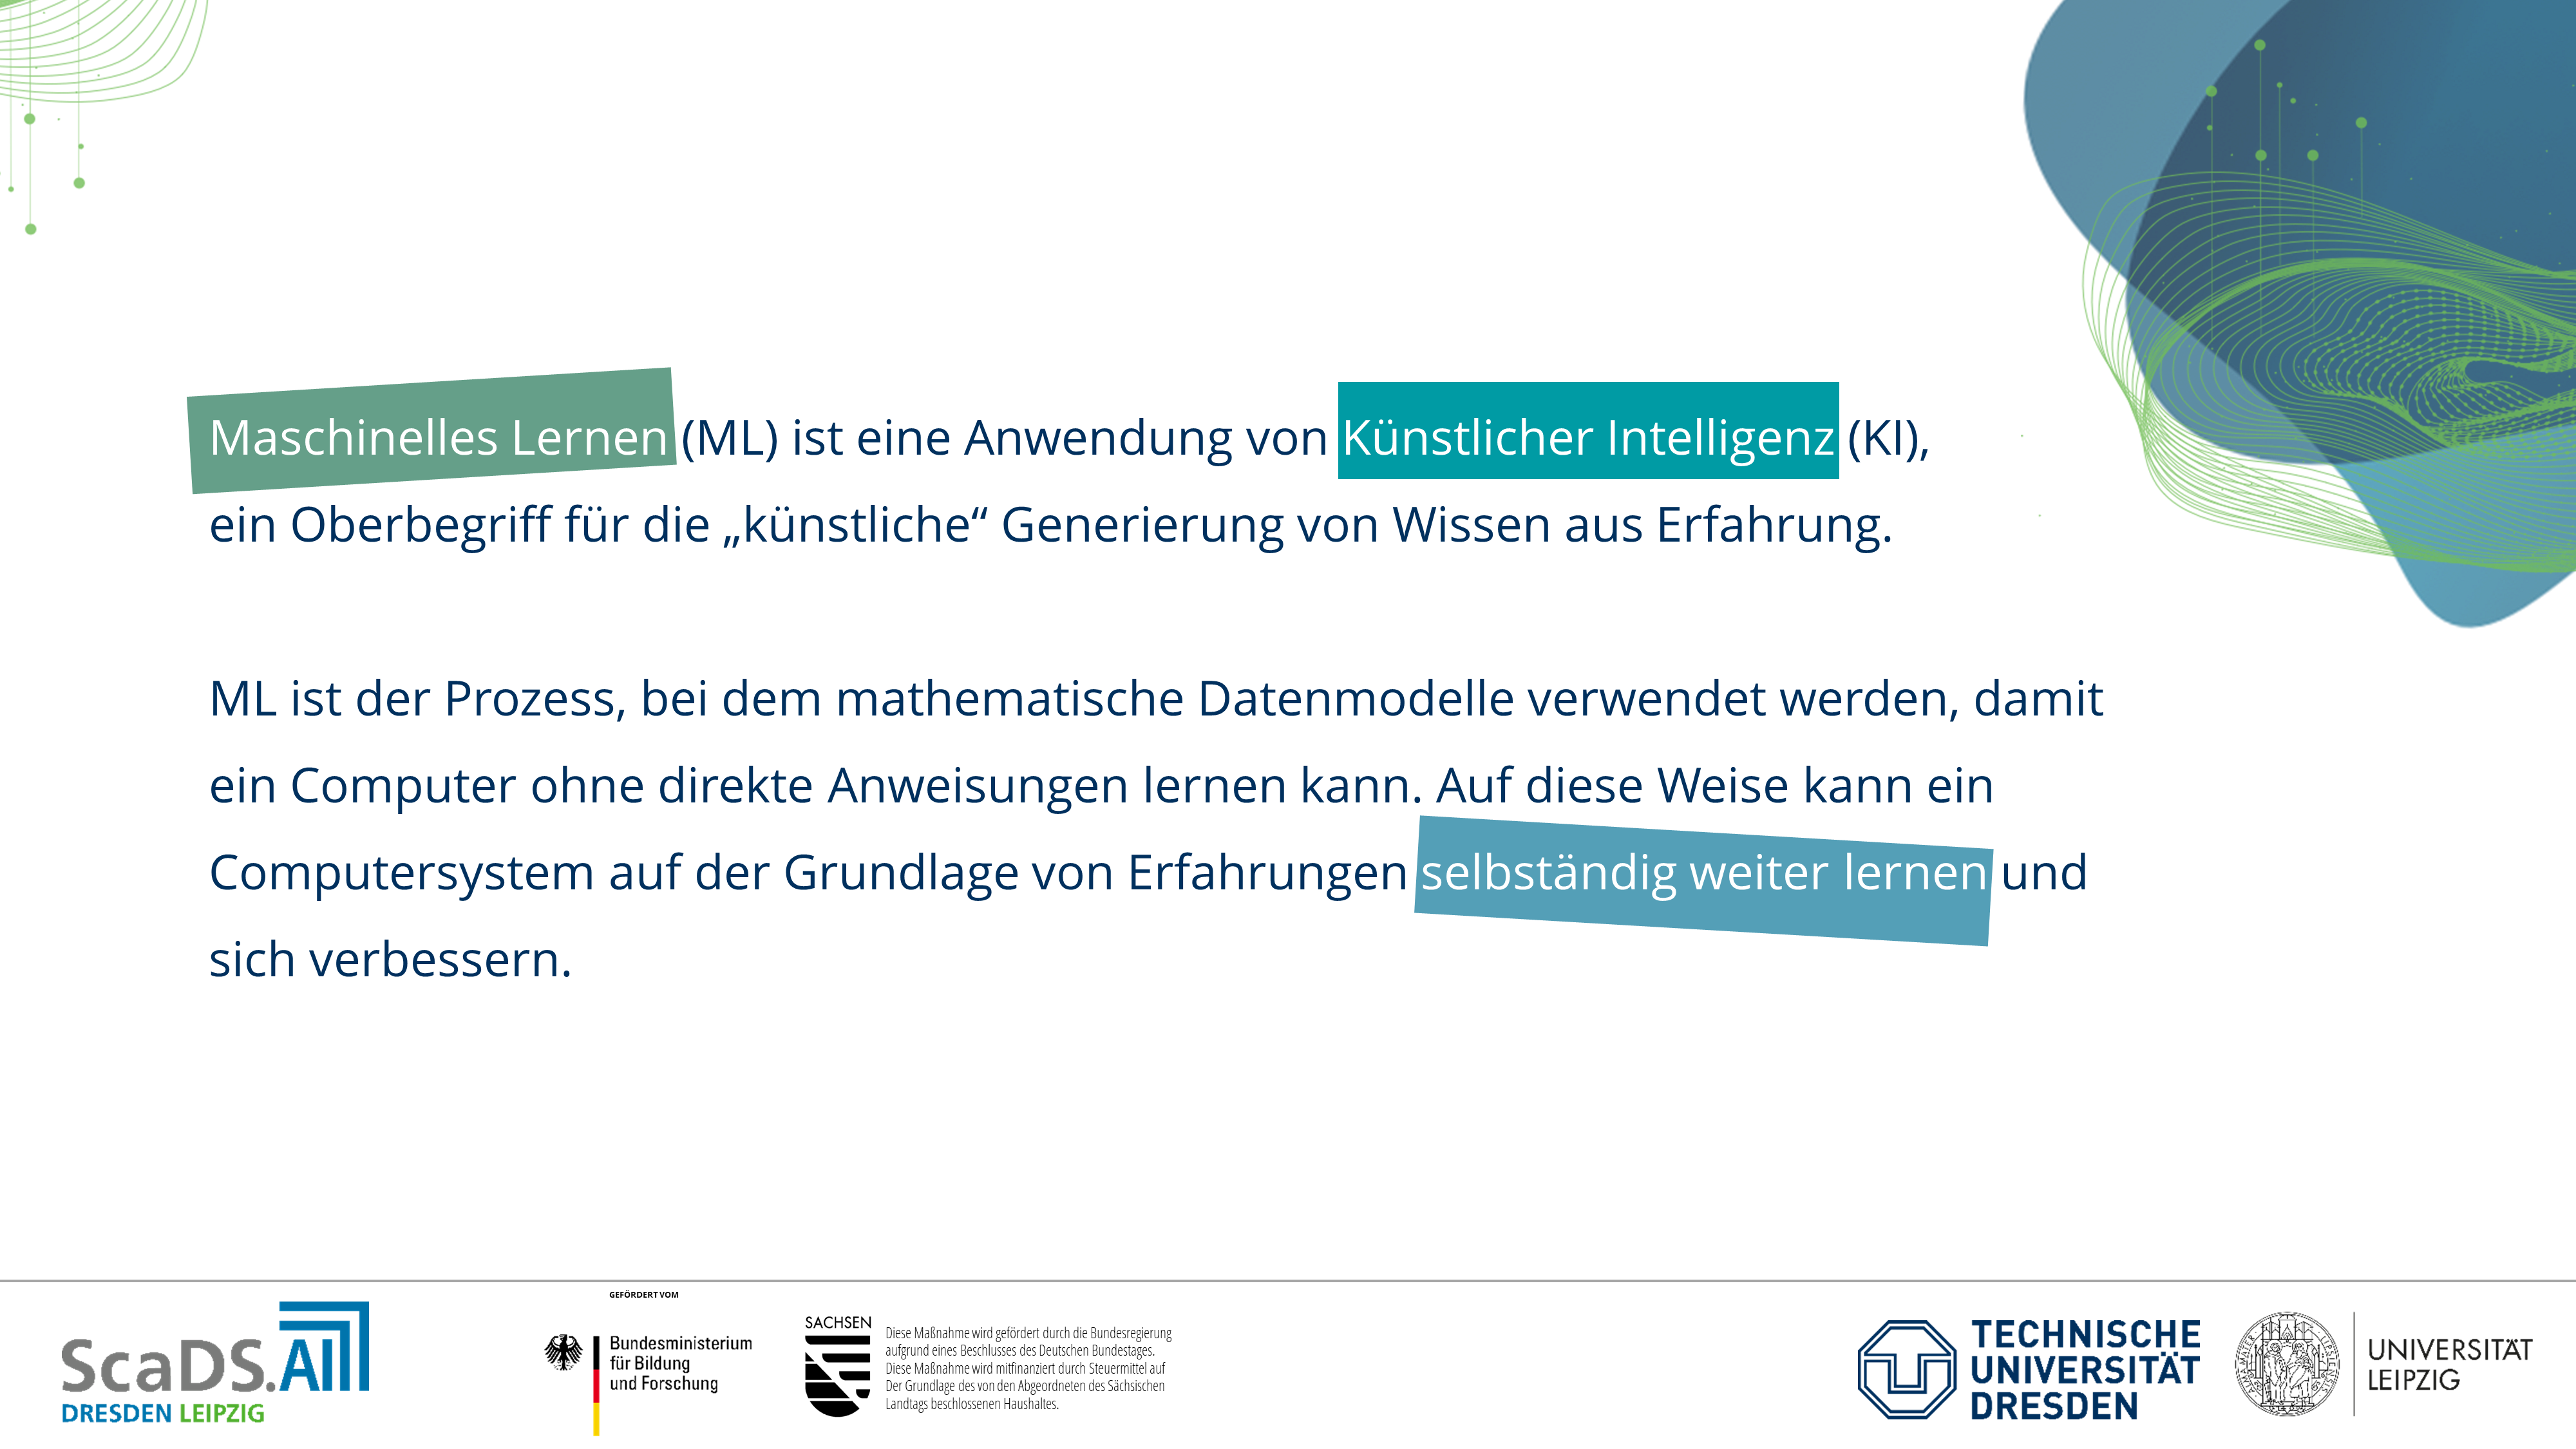 Maschinelles Lernen (ML) ist eine Anwendung von Künstlicher Intelligenz (KI),
ein Oberbegriff für die „künstliche“ Generierung von Wissen aus Erfahrung.
ML ist der Prozess, bei dem mathematische Datenmodelle verwendet werden, damit
ein Computer ohne direkte Anweisungen lernen kann. Auf diese Weise kann ein
Computersystem auf der Grundlage von Erfahrungen selbständig weiter lernen und
sich verbessern.
ScaDS.AI
DRESDEN LEIPZIG
GEFÖRDERT VOM
Bundesministerium
für Bildung
und Forschung
SACHSEN
Diese Maßnahme wird gefördert durch die Bundesregierung
aufgrund eines Beschlusses des Deutschen Bundestages.
Diese Maßnahme wird mitfinanziert durch Steuermittel auf
Der Grundlage des von den Abgeordneten des Sächsischen
Landtags beschlossenen Haushaltes.
TECHNISCHE
UNIVERSITÄT
DRESDEN
UNIVERSITÄT
LEIPZIG